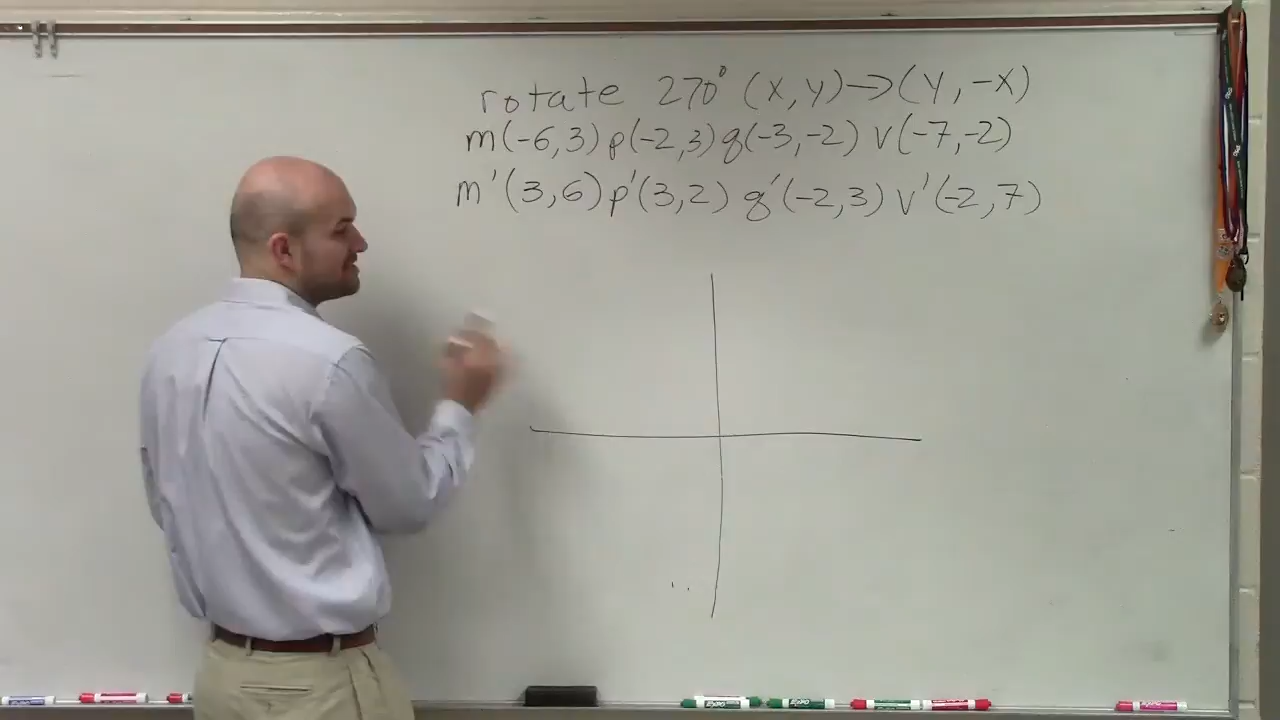 rotate 270° (x,y)→(y,-x)
m(-6,3) p(-2,3) q(-3,-2) v(-7,-2)
m'(3,6) p'(3,2) q'(-2,3) v'(-2,7)